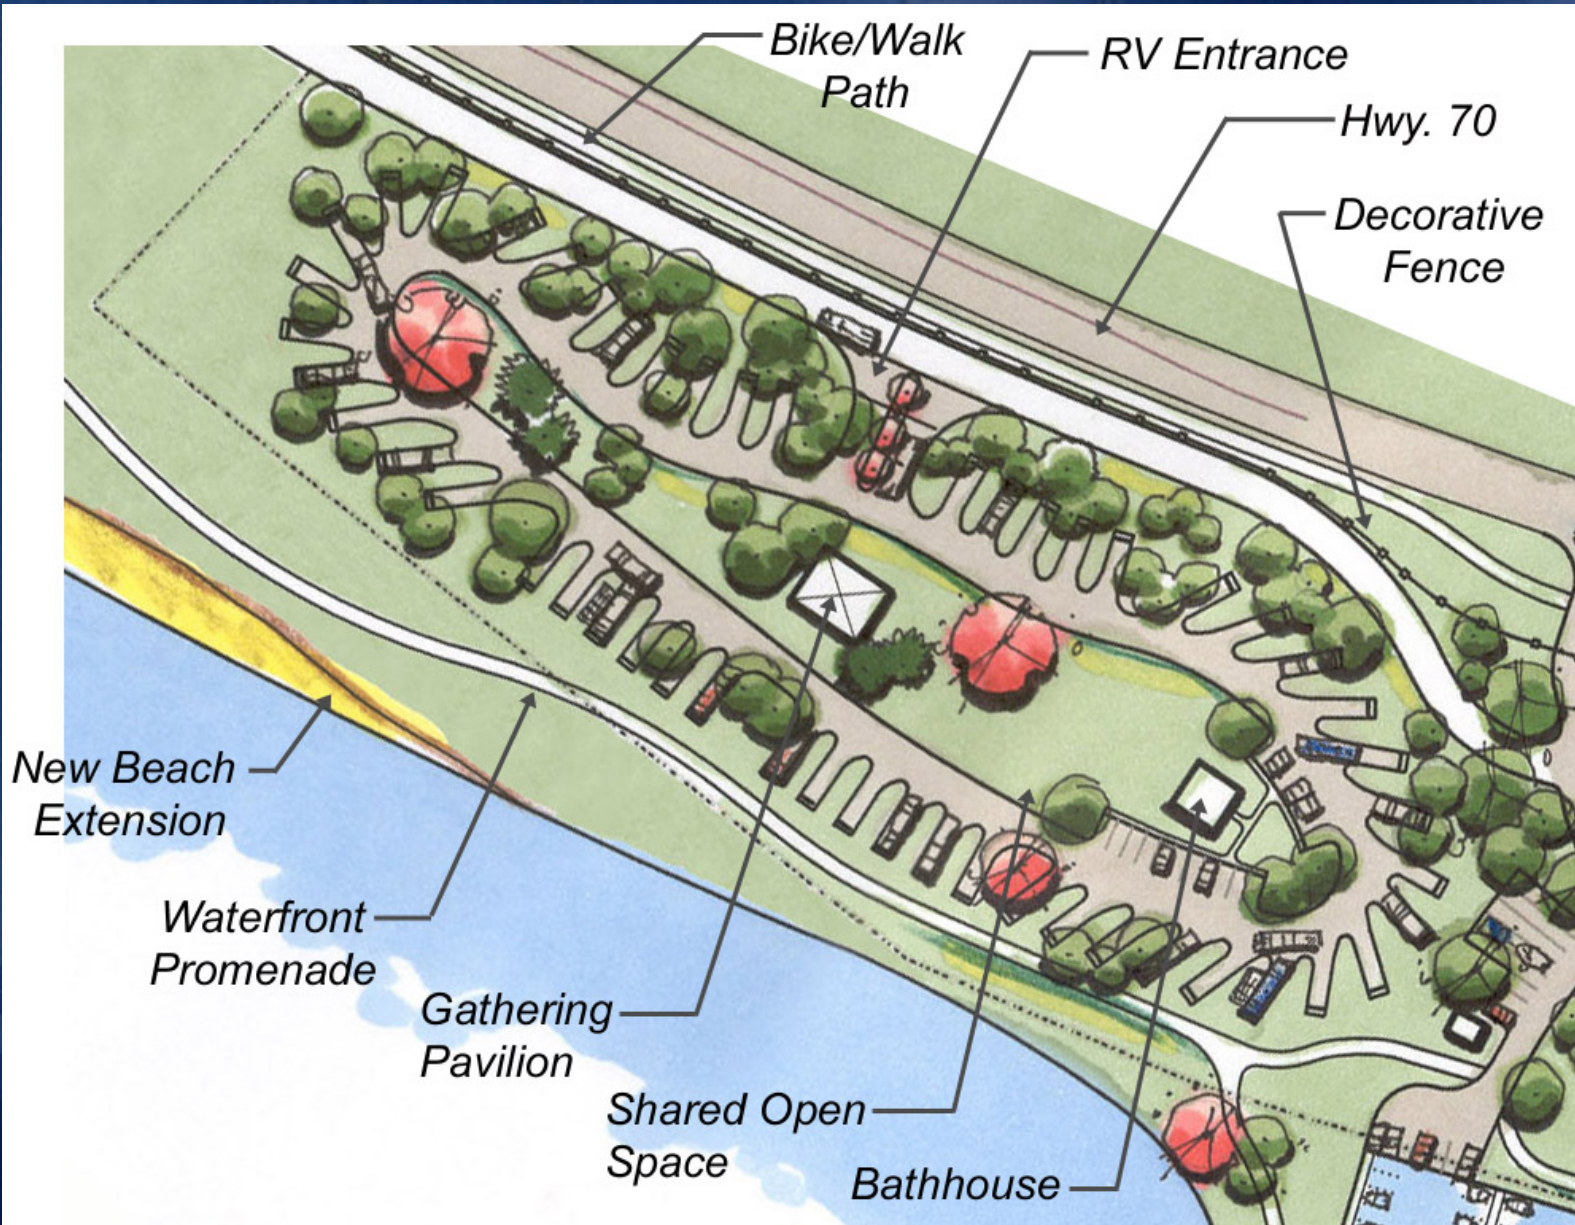 Bike/Walk
Path
RV Entrance
Hwy. 70
Decorative
Fence
New Beach
Extension
Waterfront
Promenade
Gathering
Pavilion
Shared Open
Space
Bathhouse